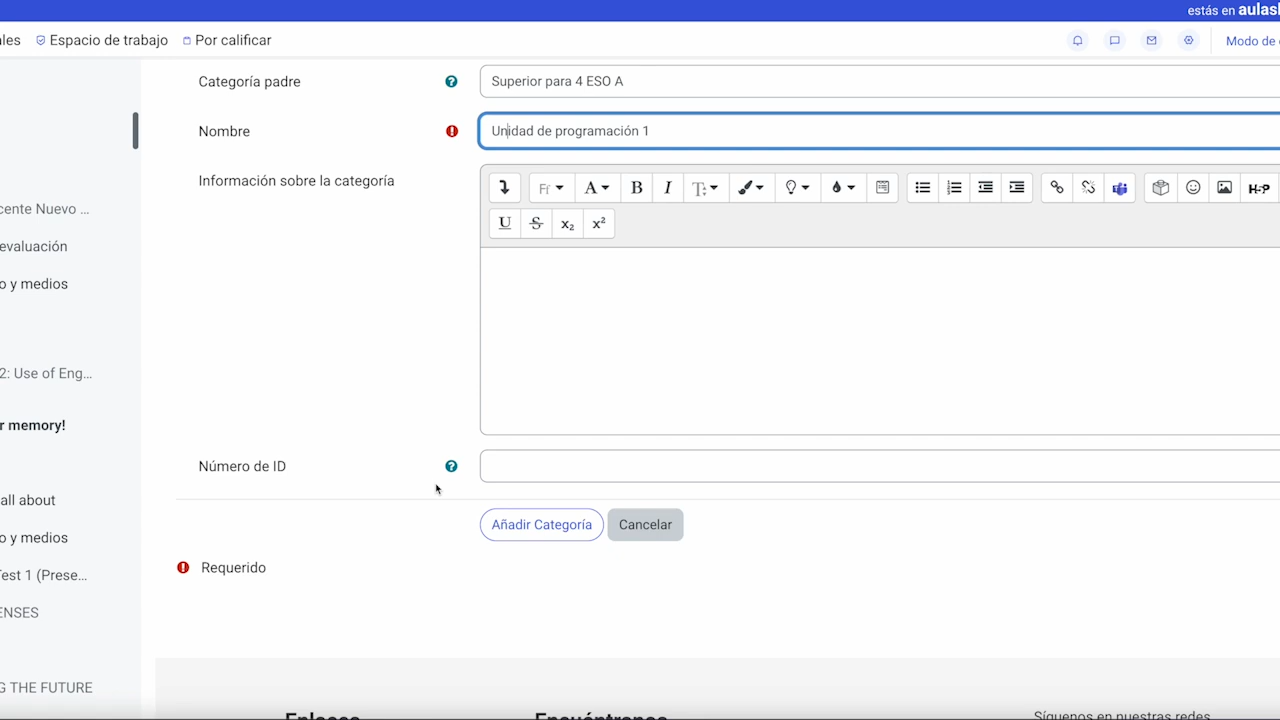 estás en aulas
ales Espacio de trabajo Por calificar Modo de
Categoría padre Superior para 4 ESO A
Nombre Unidad de programación 1
Información sobre la categoría
Ff A B I T H-P
U S x₂ x²
cente Nuevo ...
evaluación
o y medios
2: Use of Eng...
r memory!
Número de ID
all about
Añadir Categoría Cancelar
o y medios
Requerido
Test 1 (Prese...
ENSES
G THE FUTURE
Enlaces Encuéntranos Síguenos en nuestras redes